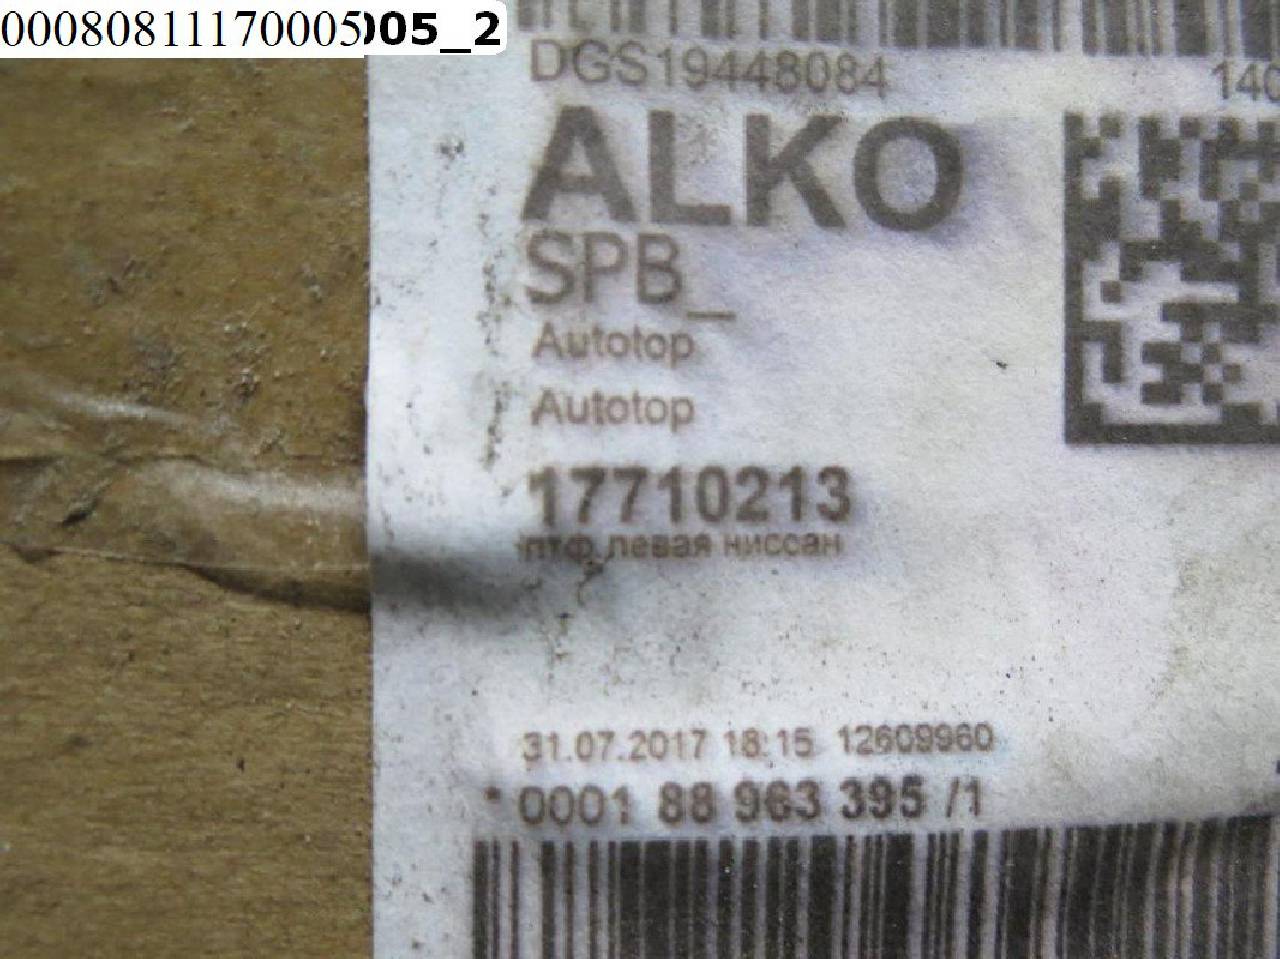 00080811170005005_2
DGS19448084
140
ALKO
SPB_
Autotop
Autotop
17710213
птф левая ниссан
31.07.2017 18:15 12609960
* 0001 88 963 395 /1